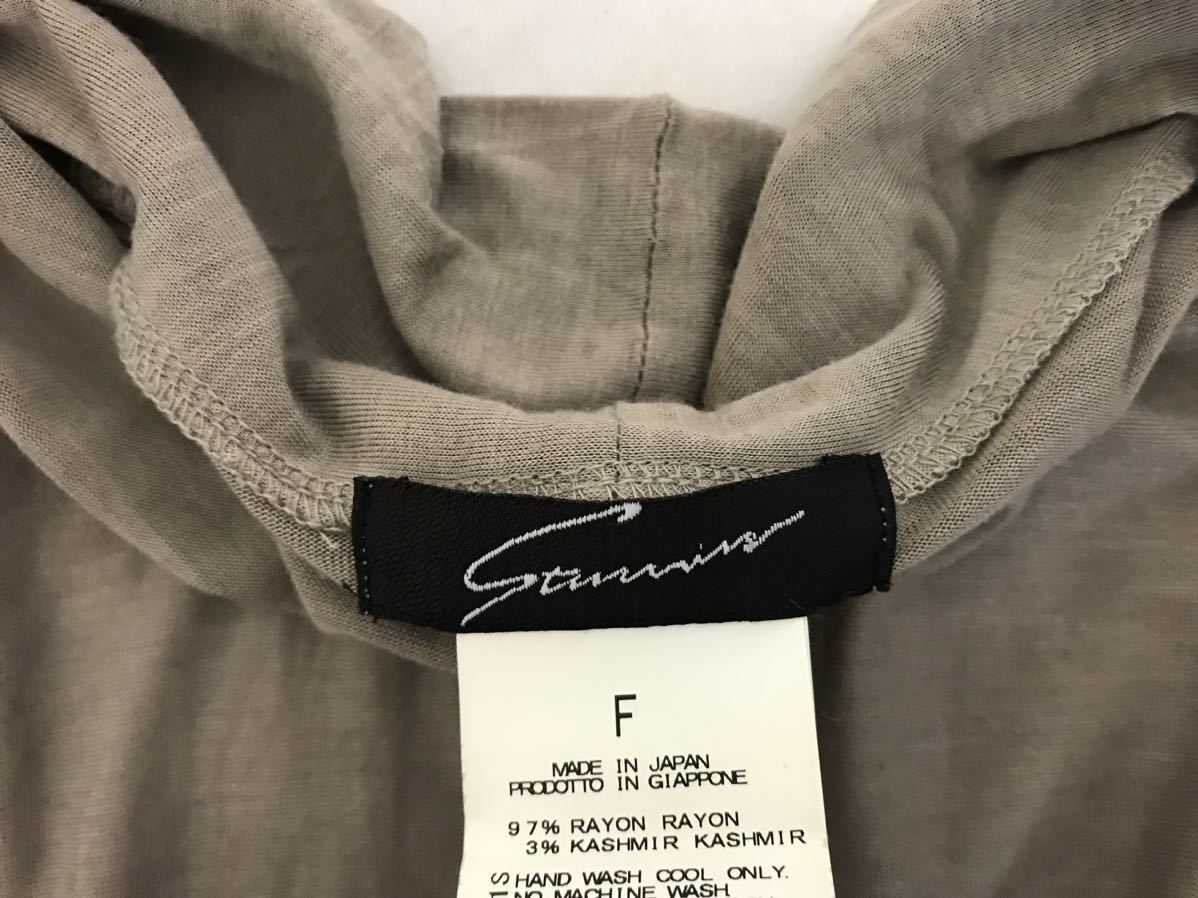 F
MADE IN JAPAN
PRODOTTO IN GIAPPONE
97% RAYON RAYON
3% KASHMIR KASHMIR
HAND WASH COOL ONLY.
NO MACHINE WASH